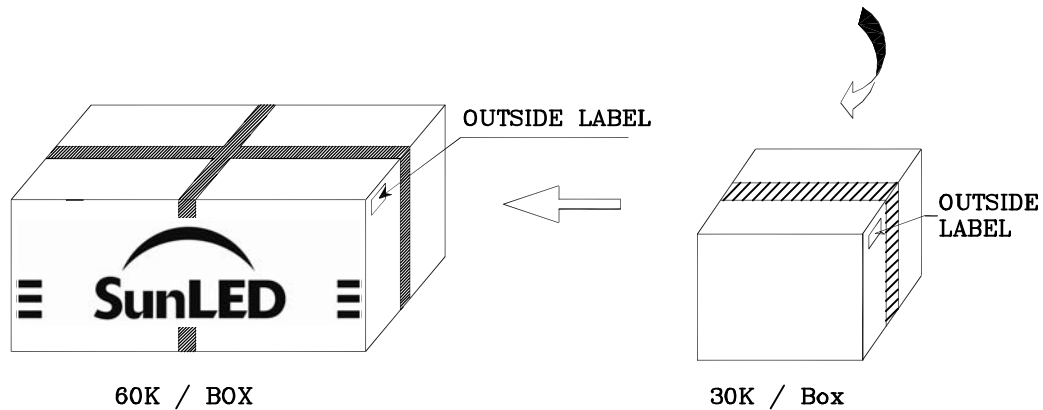 OUTSIDE LABEL
OUTSIDE
LABEL
SunLED
60K / BOX
30K / Box